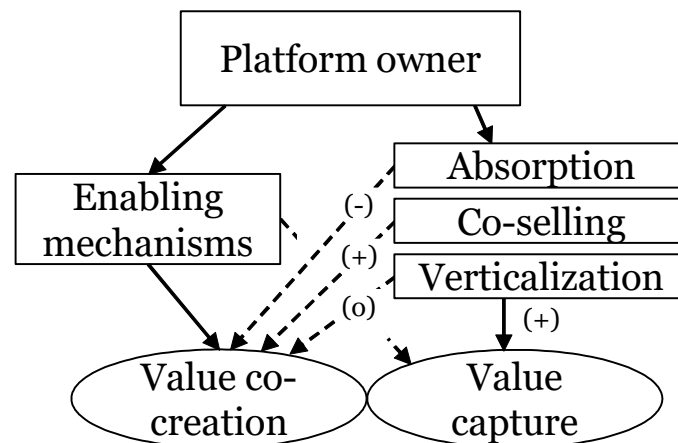 Platform owner
Absorption
Enabling
mechanisms
(-)
Co-selling
(+)
Verticalization
(o)
(+)
Value co-
creation
Value
capture